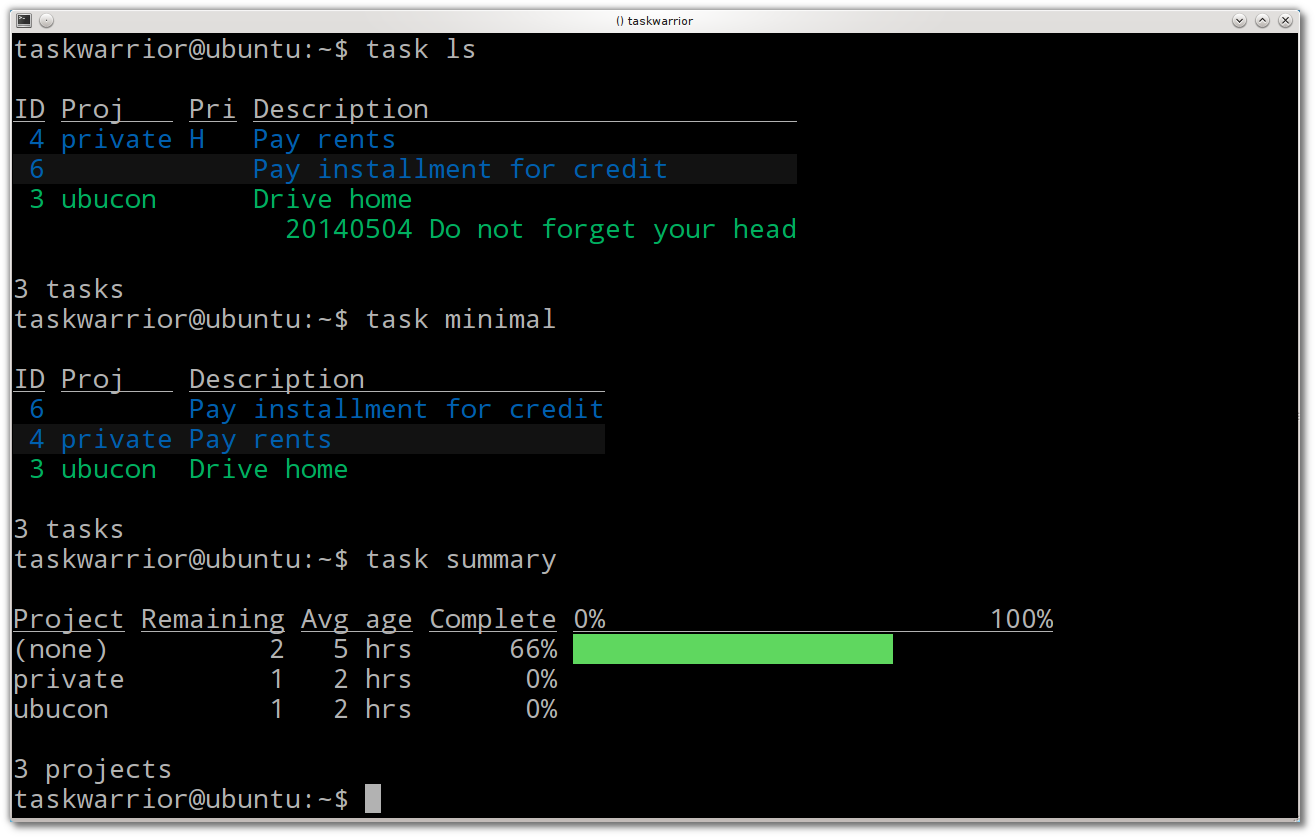 () taskwarrior
taskwarrior@ubuntu:~$ task ls
ID Proj    Pri Description
 4 private H   Pay rents
 6             Pay installment for credit
 3 ubucon      Drive home
                 20140504 Do not forget your head
3 tasks
taskwarrior@ubuntu:~$ task minimal
ID Proj    Description
 6         Pay installment for credit
 4 private Pay rents
 3 ubucon  Drive home
3 tasks
taskwarrior@ubuntu:~$ task summary
Project Remaining Avg age Complete 0%                        100%
(none)          2   5 hrs      66%
private         1   2 hrs       0%
ubucon          1   2 hrs       0%
3 projects
taskwarrior@ubuntu:~$